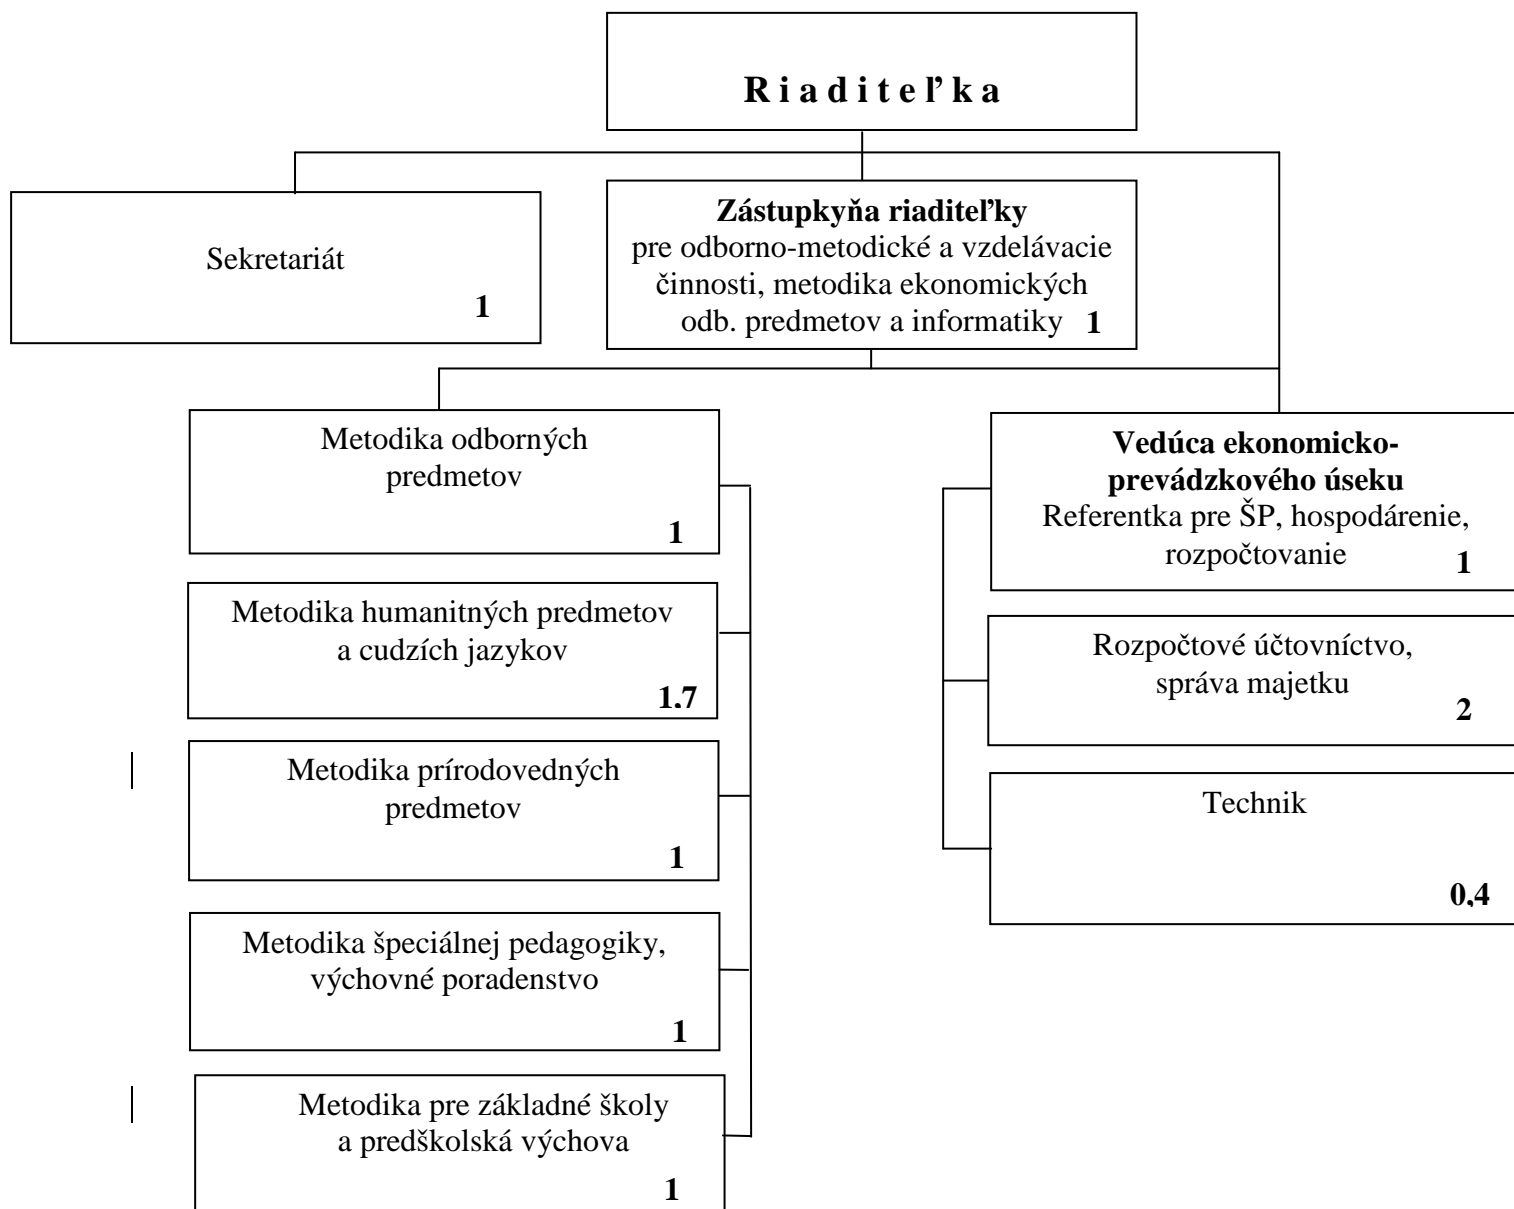 R i a d i t e ľ k a
Sekretariát
1
Zástupkyňa riaditeľky
pre odborno-metodické a vzdelávacie
činnosti, metodika ekonomických
odb. predmetov a informatiky 1
Metodika odborných
predmetov
1
Metodika humanitných predmetov
a cudzích jazykov
1,7
Metodika prírodovedných
predmetov
1
Metodika špeciálnej pedagogiky,
výchovné poradenstvo
1
Metodika pre základné školy
a predškolská výchova
1
Vedúca ekonomicko-
prevádzkového úseku
Referentka pre ŠP, hospodárenie,
rozpočtovanie 1
Rozpočtové účtovníctvo,
správa majetku
2
Technik
0,4